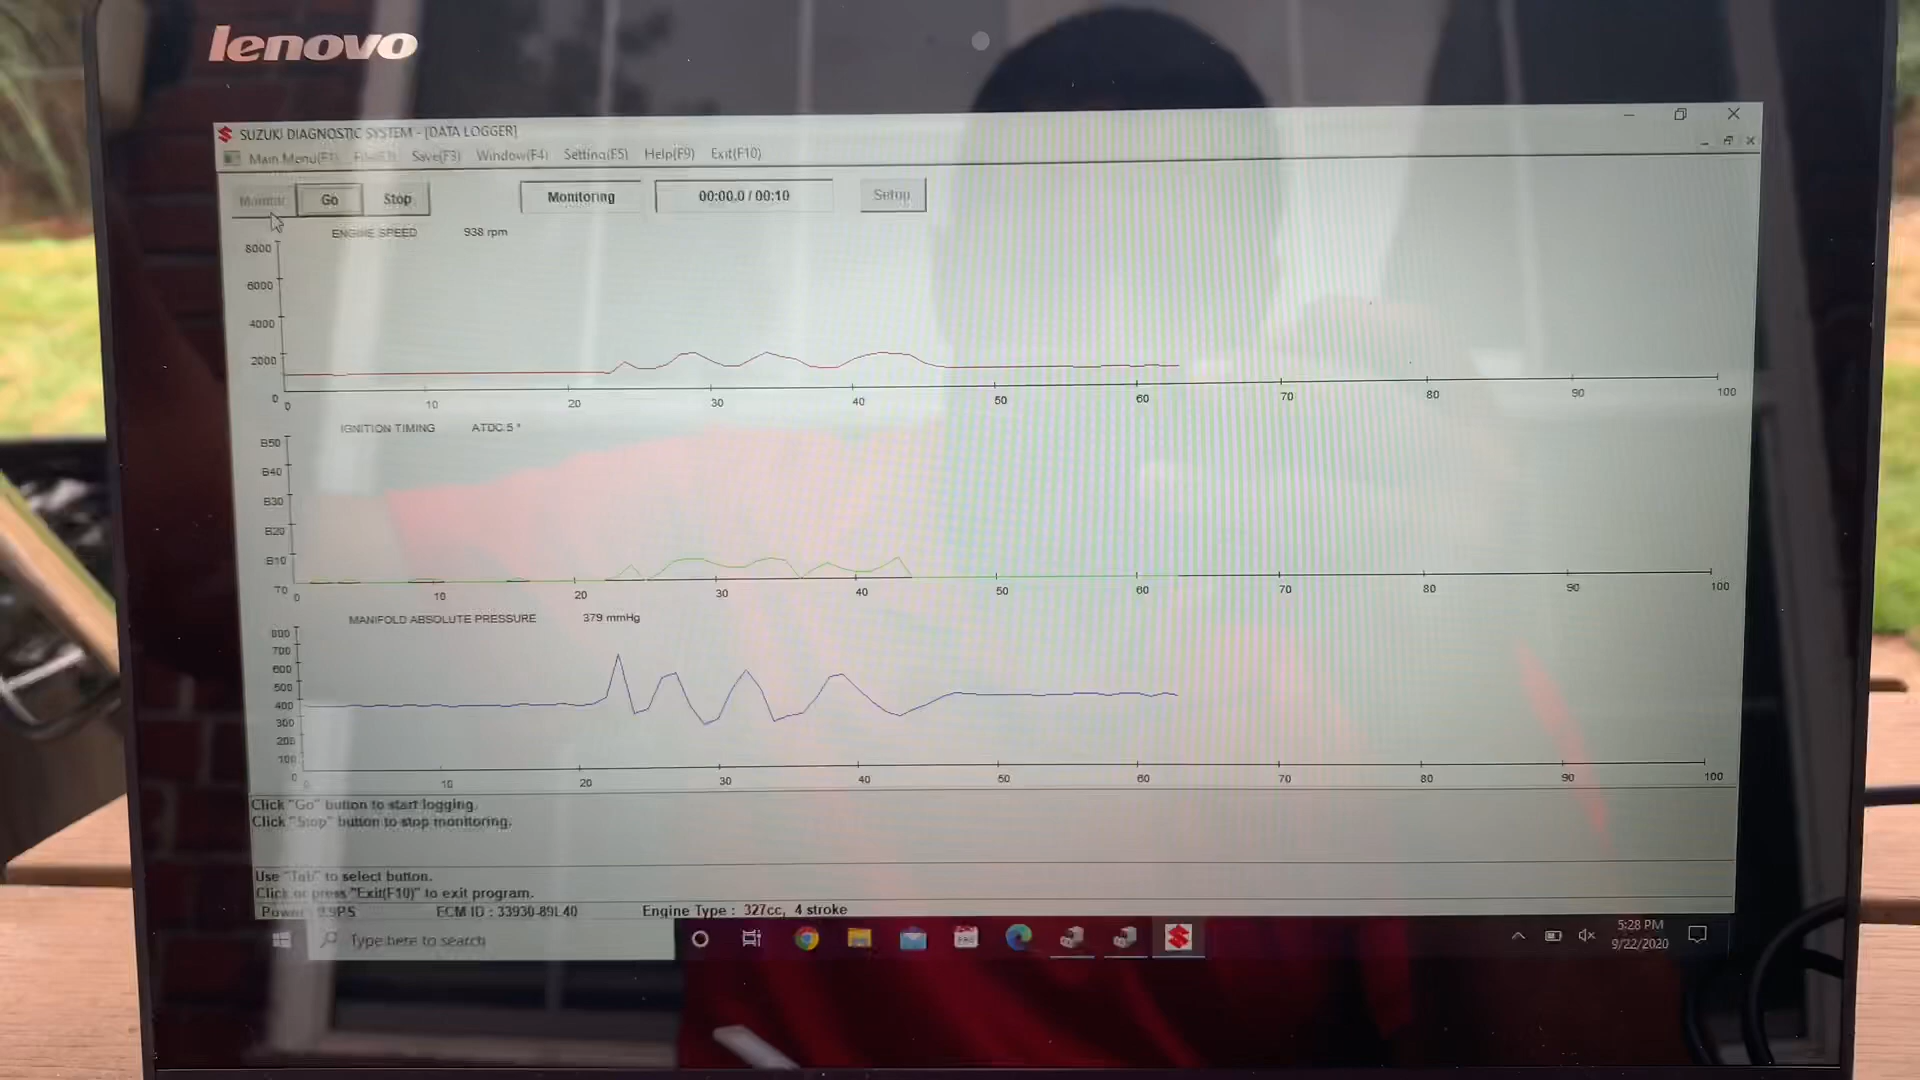 lenovo
SUZUKI DIAGNOSTIC SYSTEM - [DATA LOGGER]
Main Menu(F1) Save(F3) Window(F4) Setting(F5) Help(F9) Exit(F10)
Monitor Go Stop Monitoring 00:00.0 / 00:10 Setup
ENGINE SPEED 938 rpm
8000
6000
4000
2000
0
0 10 20 30 40 50 60 70 80 90 100
IGNITION TIMING ATDC 5 °
B50
B40
B30
B20
B10
T0
0 10 20 30 40 50 60 70 80 90 100
MANIFOLD ABSOLUTE PRESSURE 379 mmHg
800
700
600
500
400
300
200
100
0
0 10 20 30 40 50 60 70 80 90 100
Click "Go" button to start logging.
Click "Stop" button to stop monitoring.
Use "Tab" to select button.
Click or press "Exit(F10)" to exit program.
Power : 9.9PS ECM ID : 33930-89L40 Engine Type : 327cc, 4 stroke
Type here to search
5:28 PM
9/22/2020